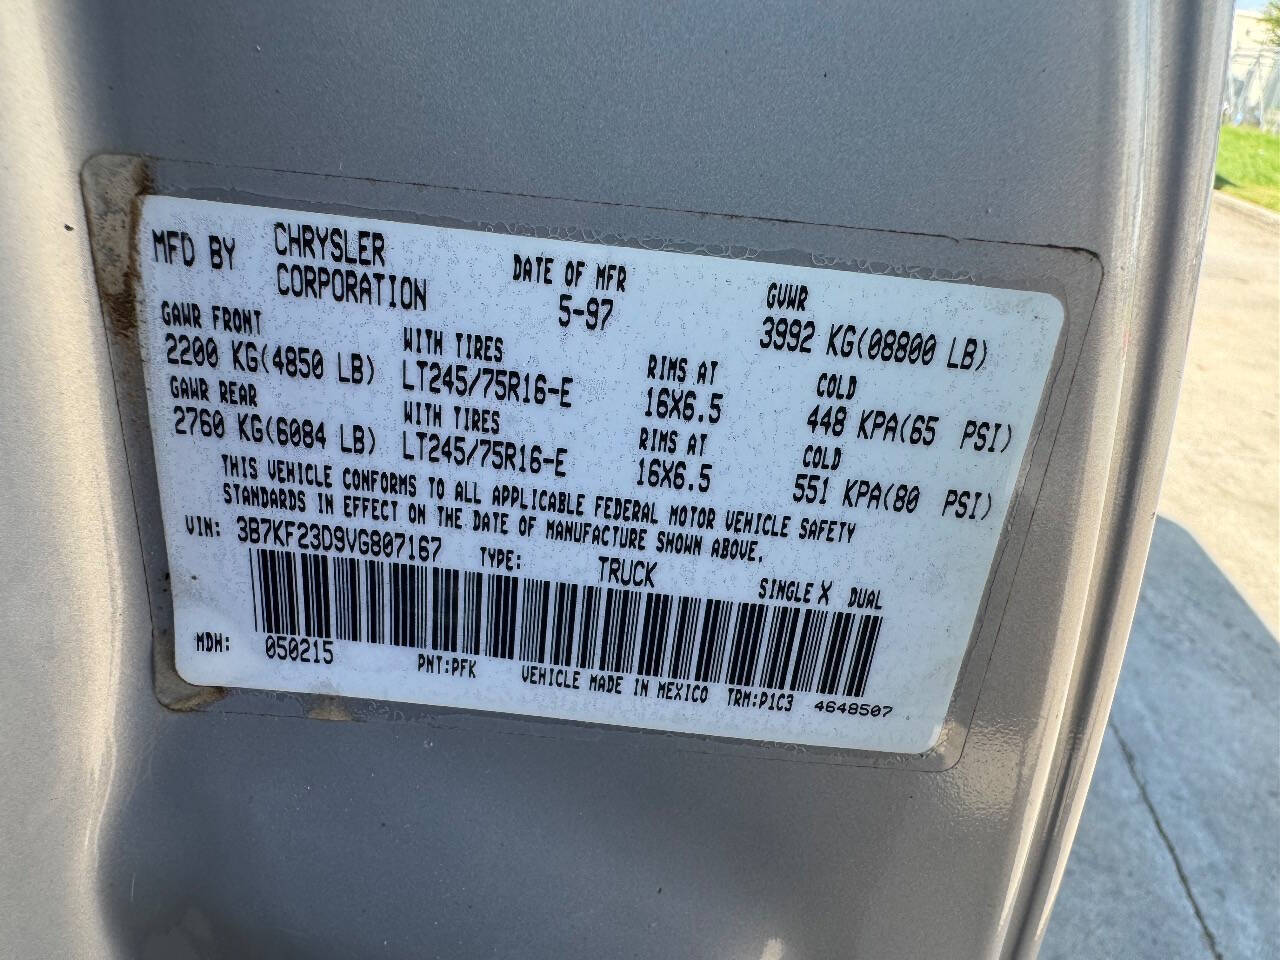 MFD BY CHRYSLER CORPORATION DATE OF MFR 5-97 GVWR 3992 KG(08800 LB)
GAWR FRONT WITH TIRES RIMS AT COLD
2200 KG(4850 LB) LT245/75R16-E 16X6.5 448 KPA(65 PSI)
GAWR REAR WITH TIRES RIMS AT COLD
2760 KG(6084 LB) LT245/75R16-E 16X6.5 551 KPA(80 PSI)
THIS VEHICLE CONFORMS TO ALL APPLICABLE FEDERAL MOTOR VEHICLE SAFETY
STANDARDS IN EFFECT ON THE DATE OF MANUFACTURE SHOWN ABOVE.
VIN: 3B7KF23D9VG807167 TYPE: TRUCK SINGLE X DUAL
MDH: 050215 PNT:PFK VEHICLE MADE IN MEXICO TRM:P1C3 4648507